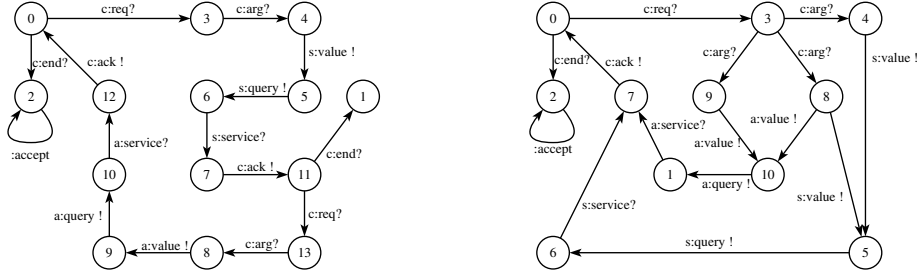 0 c:req? 3 c:arg? 4
c:end? c:ack ! s:value !
2 12 6 s:query ! 5 1
:accept a:service? s:service? c:end?
10 7 c:ack ! 11
a:query ! c:req?
9 a:value ! 8 c:arg? 13
0 c:req? 3 c:arg? 4
c:end? c:ack ! c:arg? c:arg? s:value !
2 7 9 8
:accept a:service? a:value ! a:value !
1 a:query ! 10
s:service? s:value !
6 s:query ! 5